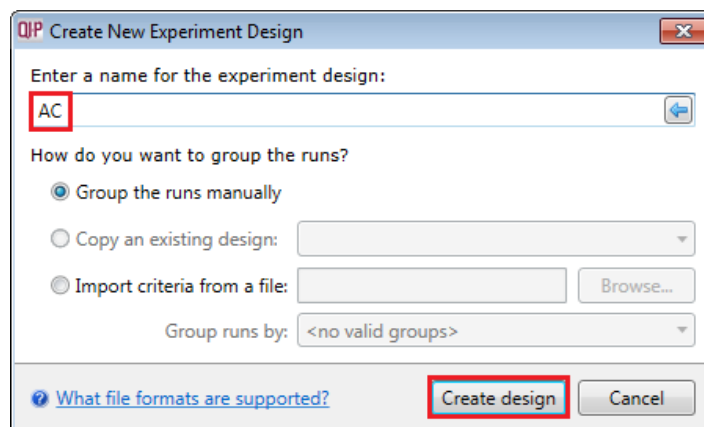 QI·P Create New Experiment Design
Enter a name for the experiment design:
AC
How do you want to group the runs?
Group the runs manually
Copy an existing design:
Import criteria from a file: Browse...
Group runs by: <no valid groups>
What file formats are supported? Create design Cancel